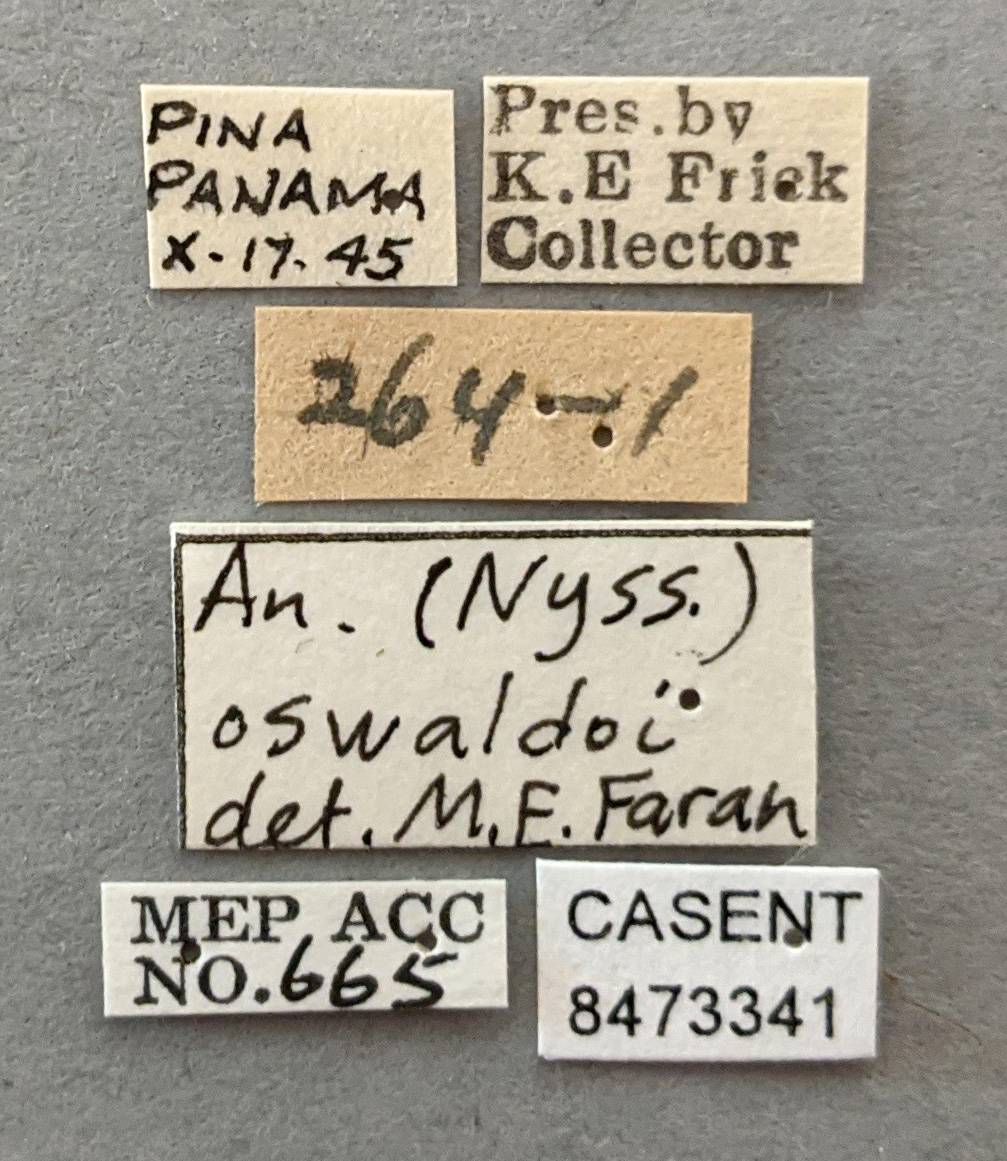 PINA
PANAMA
X-17-45
Pres. by
K.E Frick
Collector
264-1
An. (Nyss.)
oswaldoi
det. M.E. Faran
MEP ACC
NO. 665
CASENT
8473341